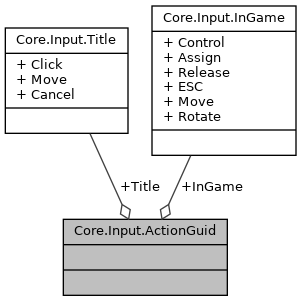 Core.Input.Title
+ Click
+ Move
+ Cancel
Core.Input.InGame
+ Control
+ Assign
+ Release
+ ESC
+ Move
+ Rotate
+Title
+InGame
Core.Input.ActionGuid